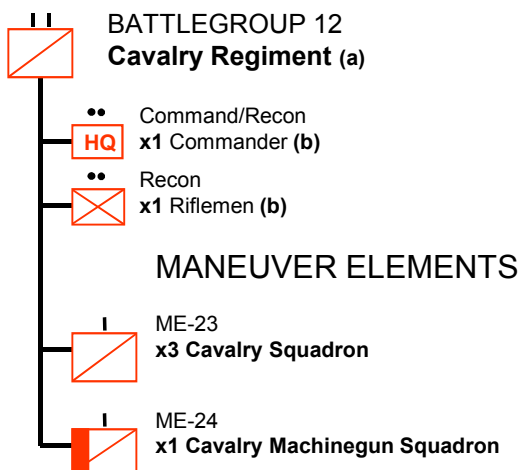 BATTLEGROUP 12
Cavalry Regiment (a)
Command/Recon
HQ x1 Commander (b)
Recon
x1 Riflemen (b)
MANEUVER ELEMENTS
ME-23
x3 Cavalry Squadron
ME-24
x1 Cavalry Machinegun Squadron